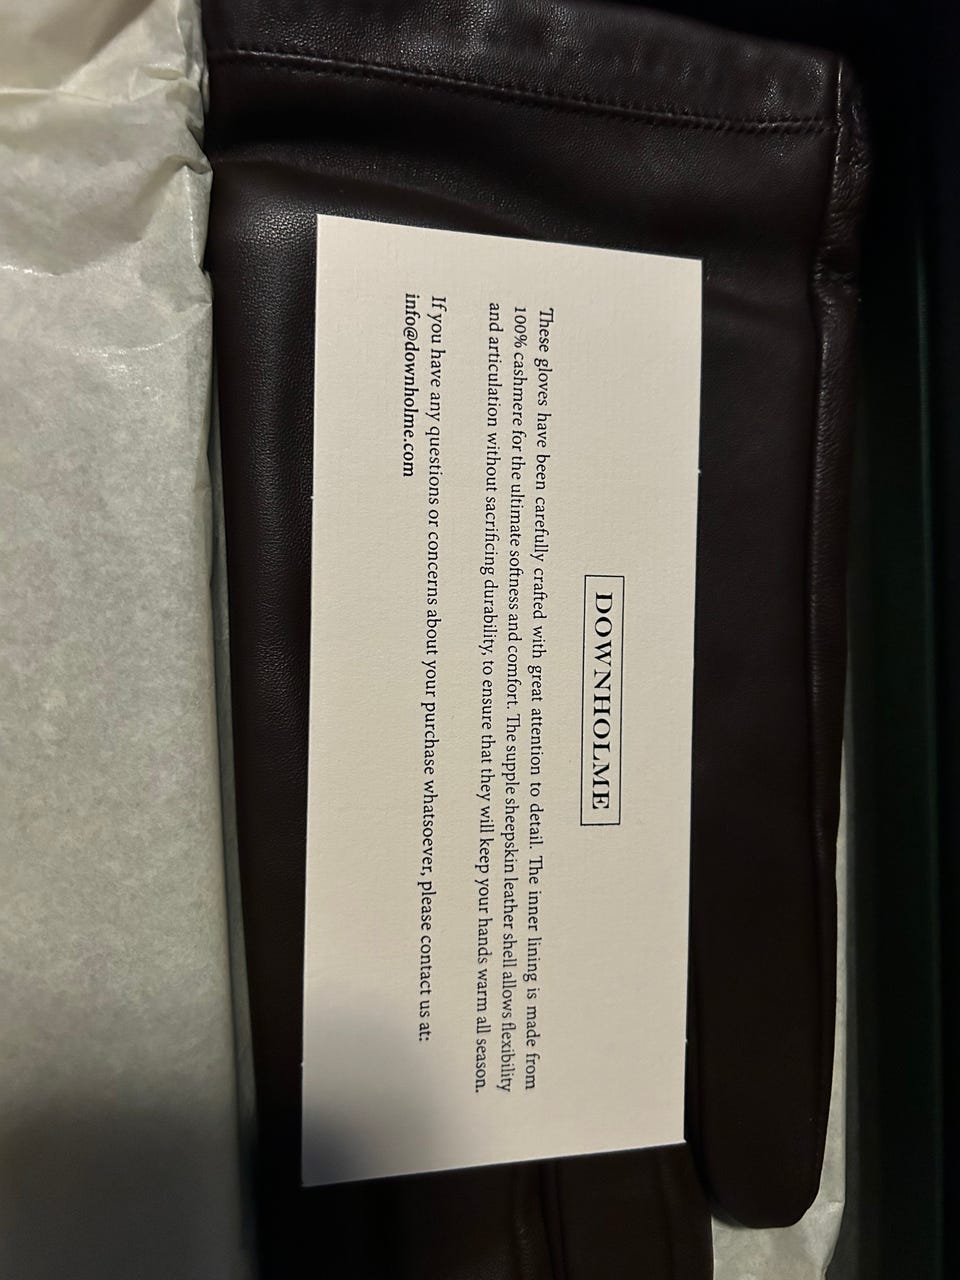 DOWNHOLME
These gloves have been carefully crafted with great attention to detail. The inner lining is made from
100% cashmere for the ultimate softness and comfort. The supple sheepskin leather shell allows flexibility
and articulation without sacrificing durability, to ensure that they will keep your hands warm all season.
If you have any questions or concerns about your purchase whatsoever, please contact us at:
info@downholme.com